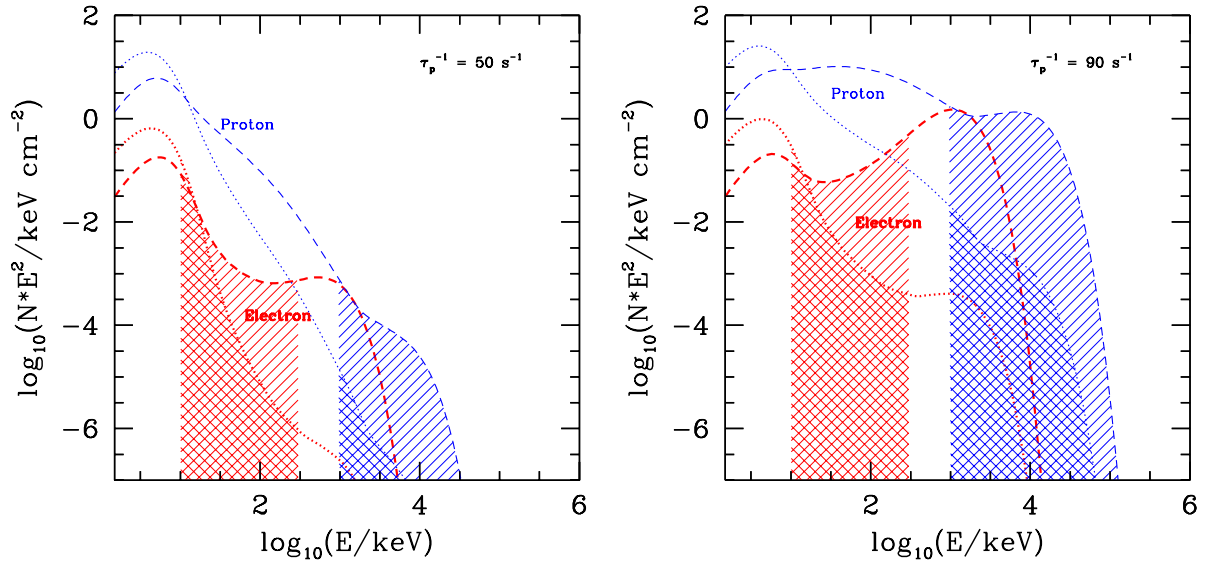 2
0
−2
−4
−6
2
4
6
log₁₀(N*E²/keV cm⁻²)
log₁₀(E/keV)
τₚ⁻¹ = 50 s⁻¹
Proton
Electron
2
0
−2
−4
−6
2
4
6
log₁₀(N*E²/keV cm⁻²)
log₁₀(E/keV)
τₚ⁻¹ = 90 s⁻¹
Proton
Electron